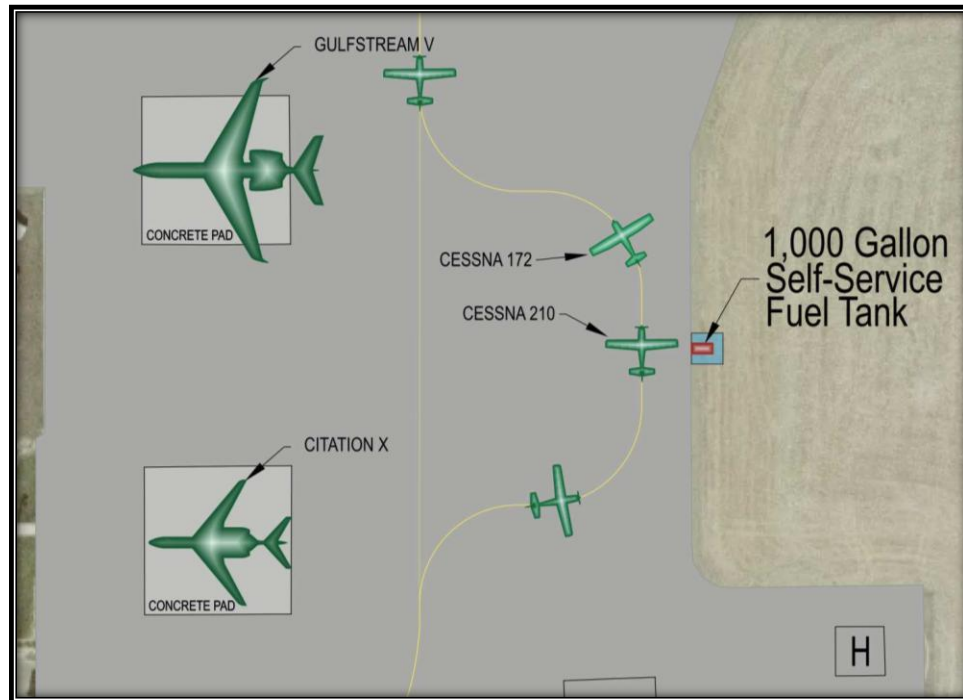 GULFSTREAM V
CONCRETE PAD
CESSNA 172
1,000 Gallon
Self-Service
Fuel Tank
CESSNA 210
CITATION X
CONCRETE PAD
H